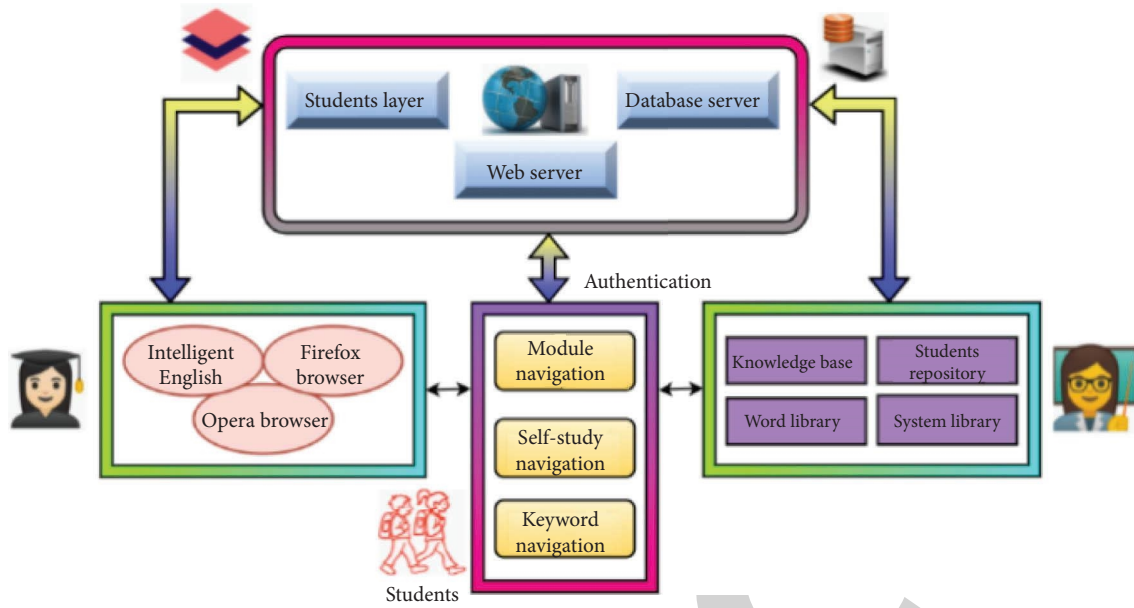 Students layer
Database server
Web server
Authentication
Intelligent
English
Firefox
browser
Opera browser
Module
navigation
Self-study
navigation
Keyword
navigation
Knowledge base
Students
repository
Word library
System library
Students